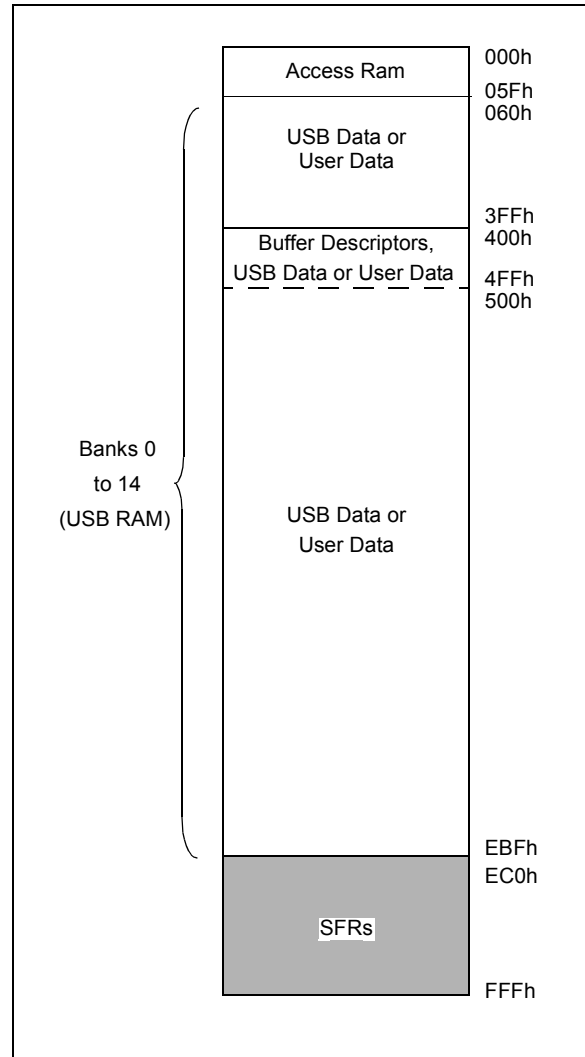 000h
Access Ram
05Fh
060h
USB Data or
User Data
3FFh
400h
Buffer Descriptors,
USB Data or User Data
4FFh
500h
Banks 0
to 14
(USB RAM)
USB Data or
User Data
EBFh
EC0h
SFRs
FFFh